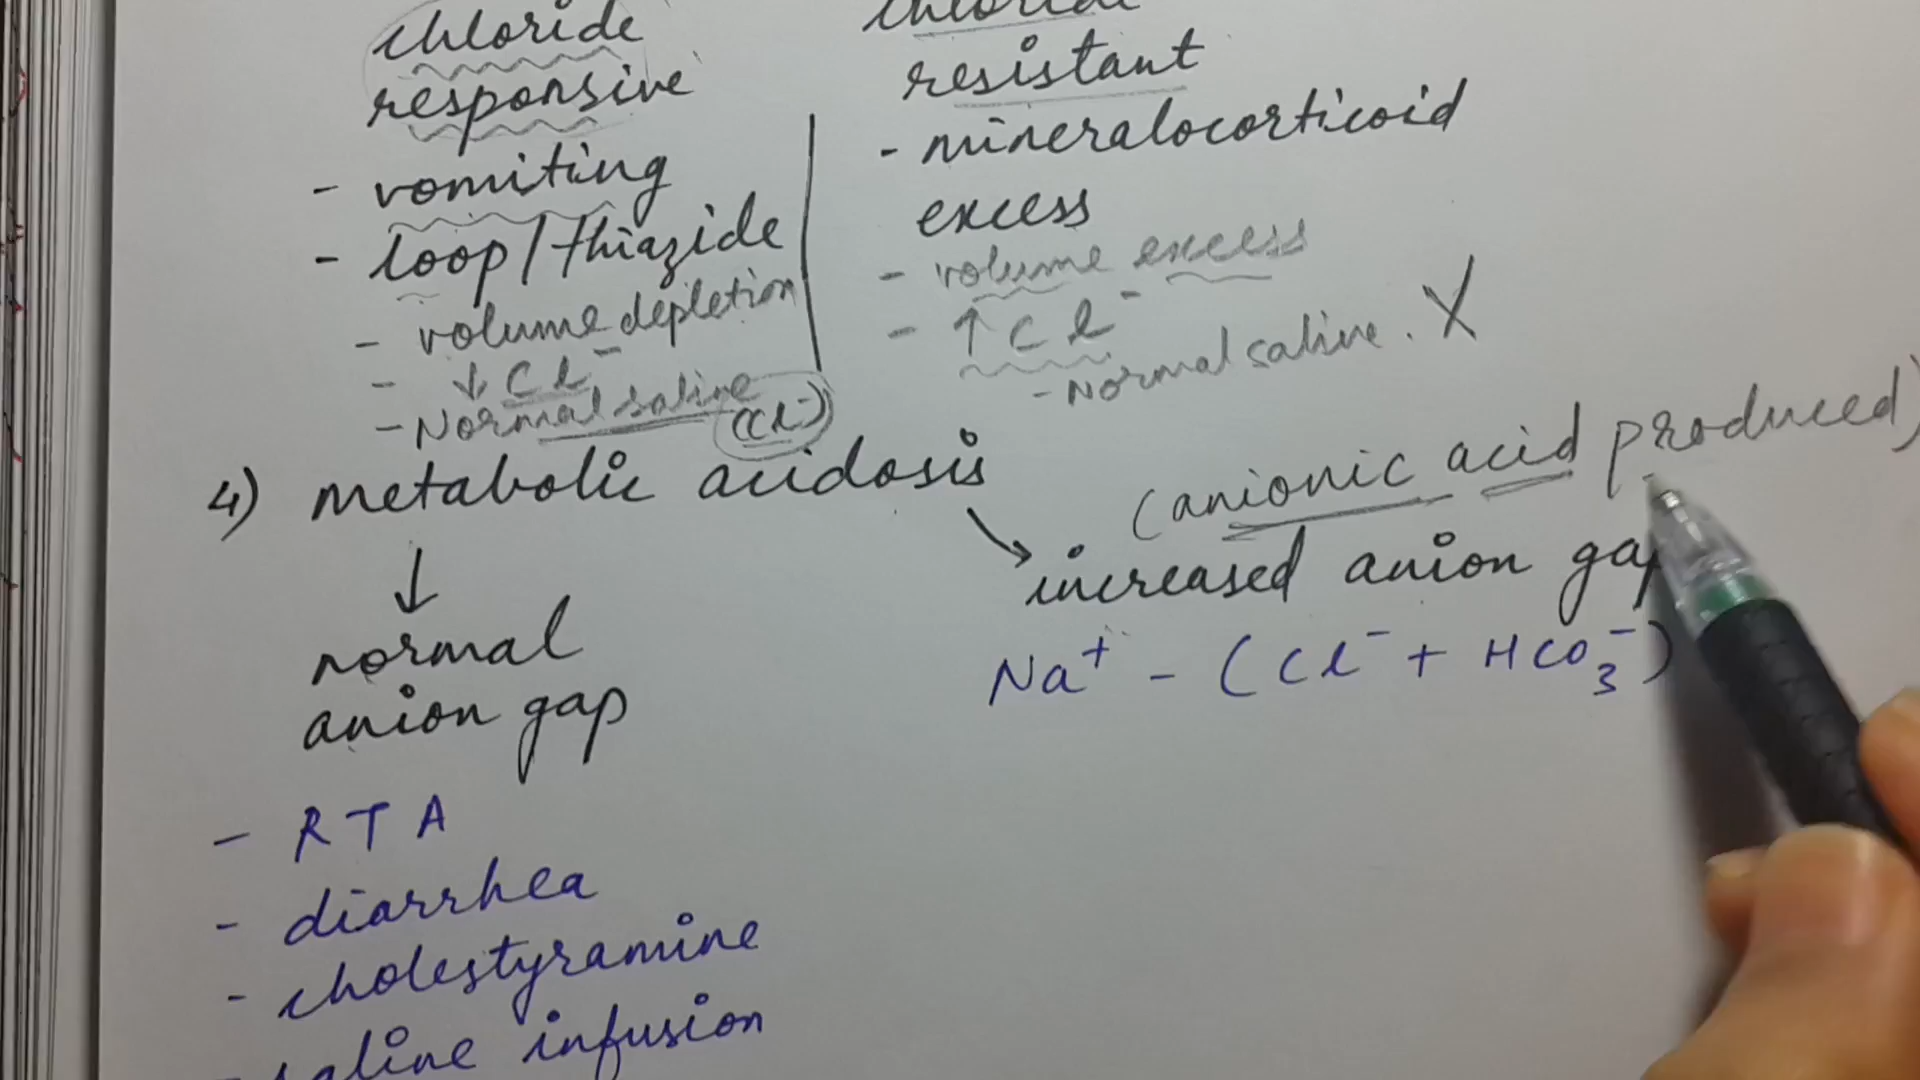 chloride
responsive
- vomiting
- loop/thiazide
- volume depletion
- ↓ Cl⁻
- Normal saline
(Cl⁻)
chloride
resistant
- mineralocorticoid
excess
- volume excess
- ↑ Cl⁻
- Normal saline. X
4) metabolic acidosis
↓
normal
anion gap
- RTA
- diarrhea
- cholestyramine
- saline infusion
(anionic acid produced)
→ increased anion gap
Na⁺ - (Cl⁻ + HCO₃⁻)